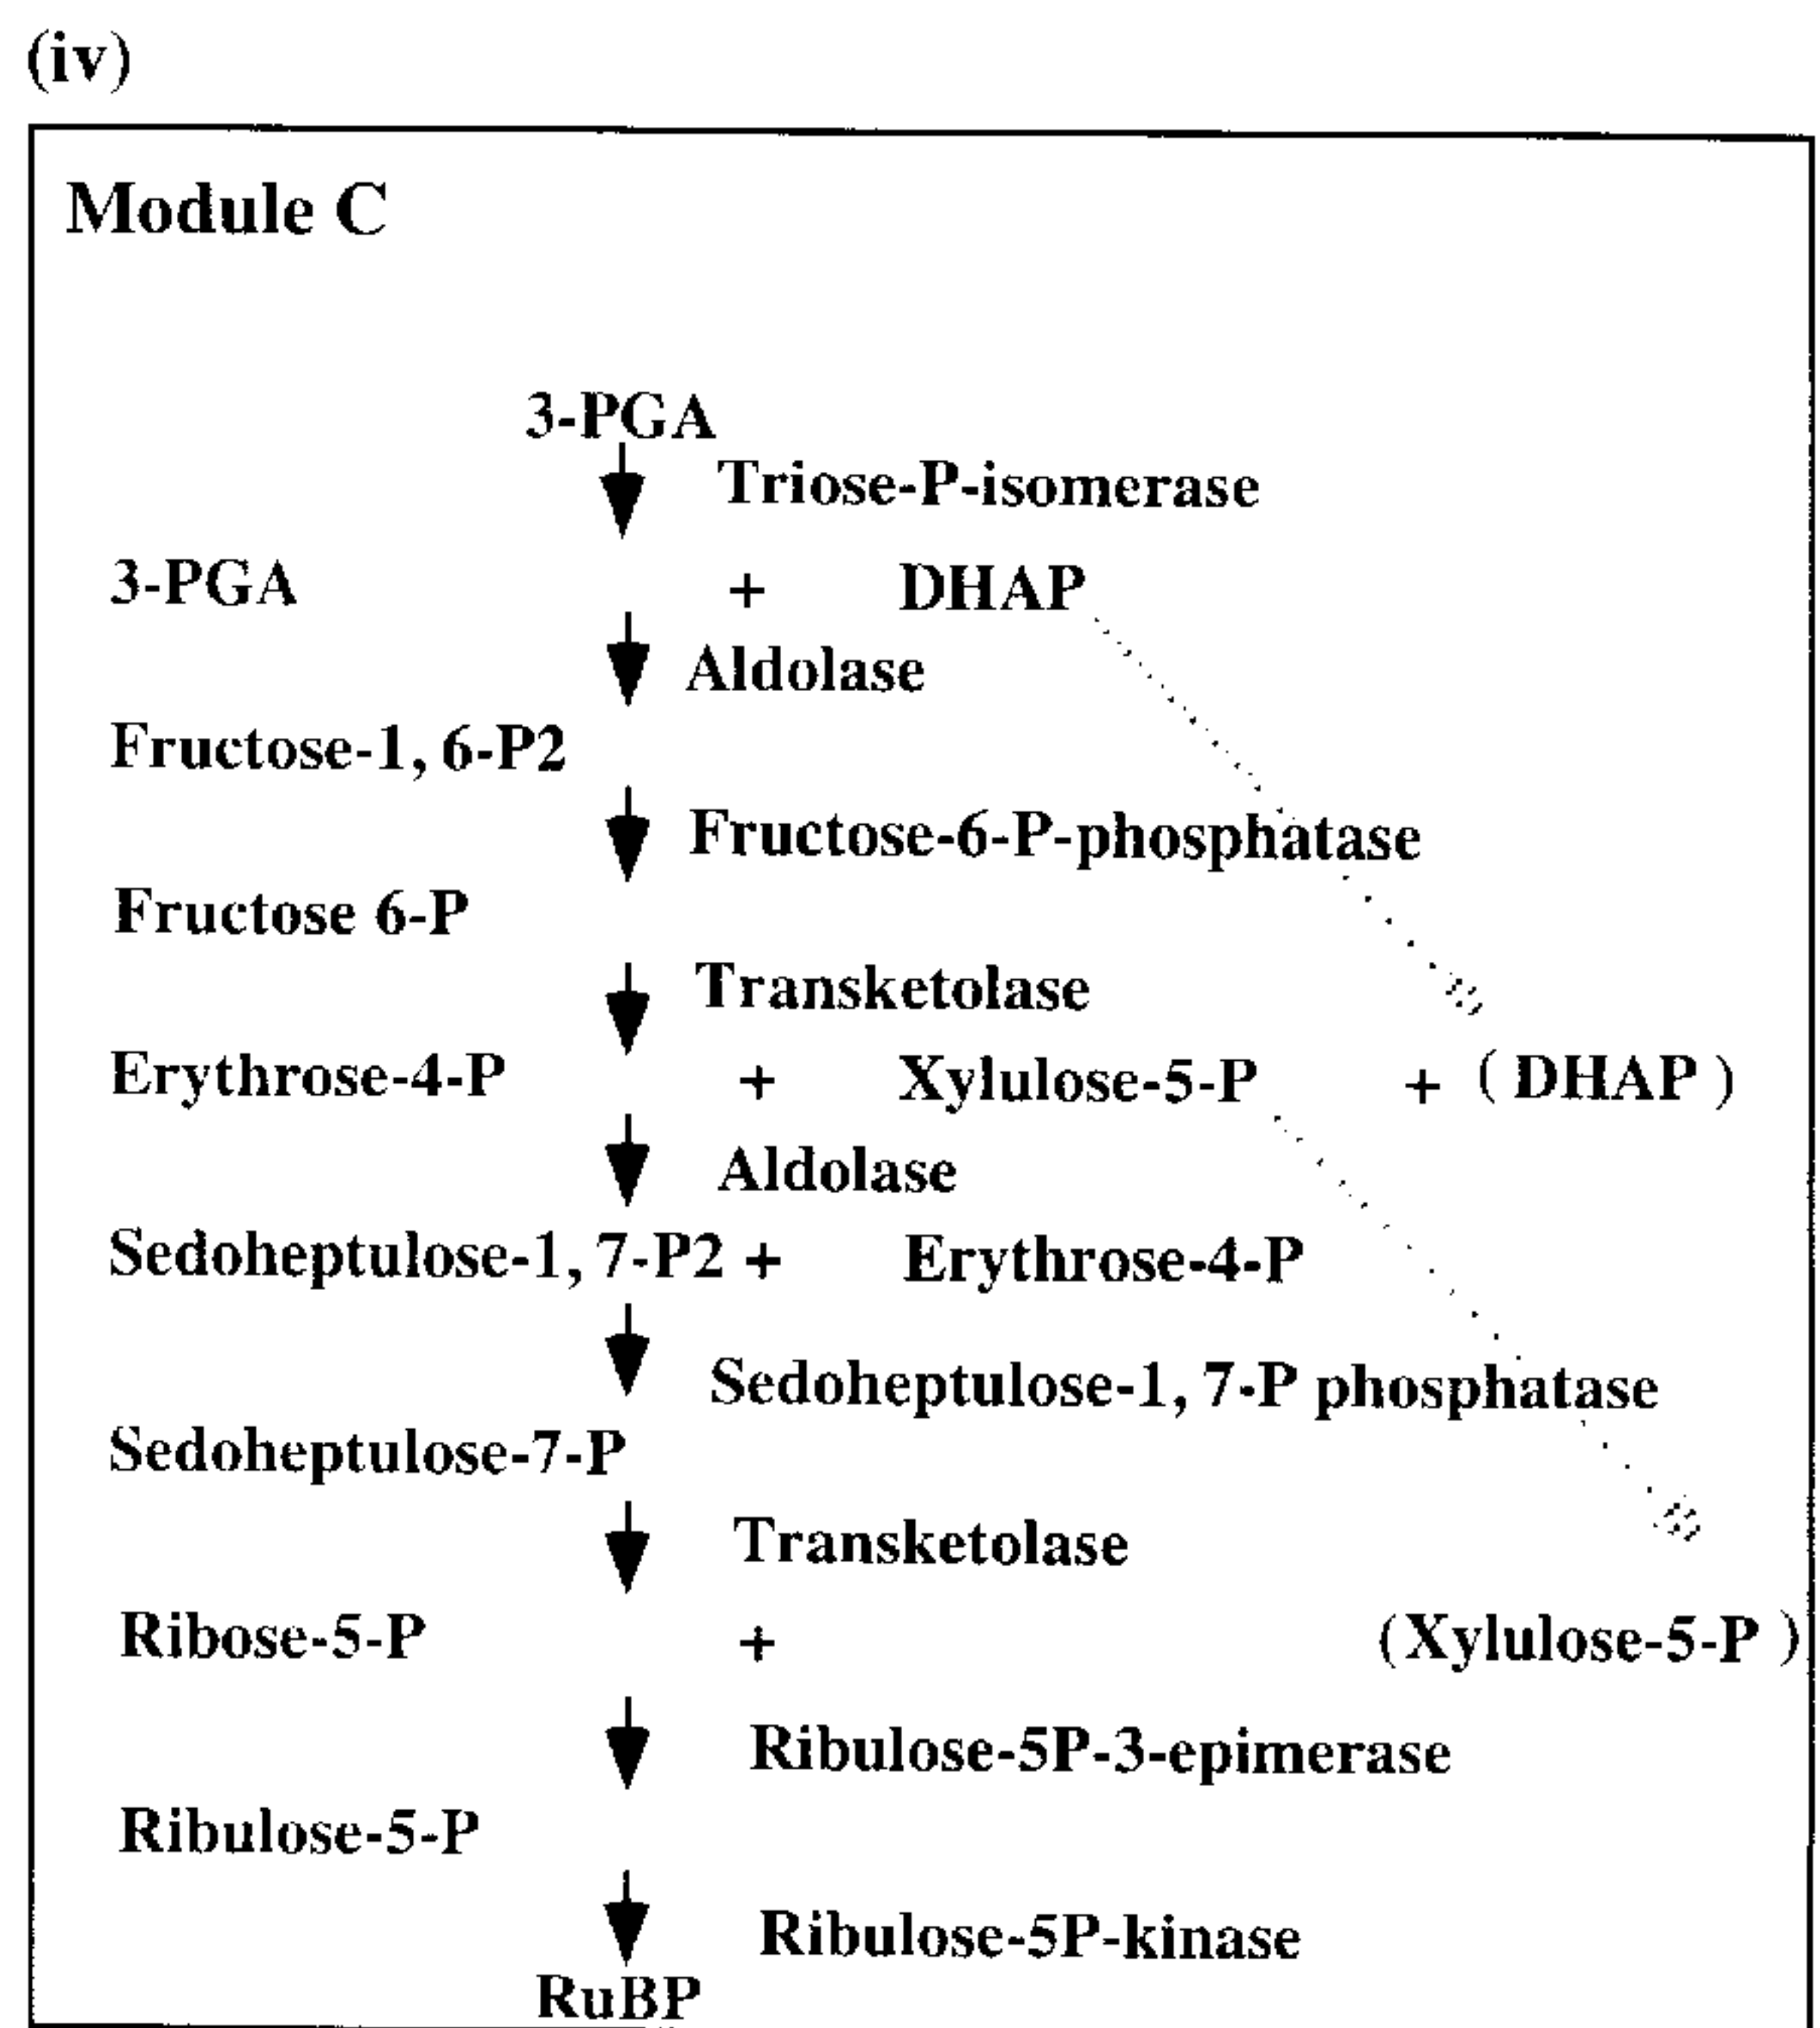 (iv)
Module C
3-PGA
Triose-P-isomerase
3-PGA + DHAP
Aldolase
Fructose-1, 6-P2
Fructose-6-P-phosphatase
Fructose 6-P
Transketolase
Erythrose-4-P + Xylulose-5-P + ( DHAP )
Aldolase
Sedoheptulose-1, 7-P2 + Erythrose-4-P
Sedoheptulose-1, 7-P phosphatase
Sedoheptulose-7-P
Transketolase
Ribose-5-P + (Xylulose-5-P )
Ribulose-5P-3-epimerase
Ribulose-5-P
Ribulose-5P-kinase
RuBP